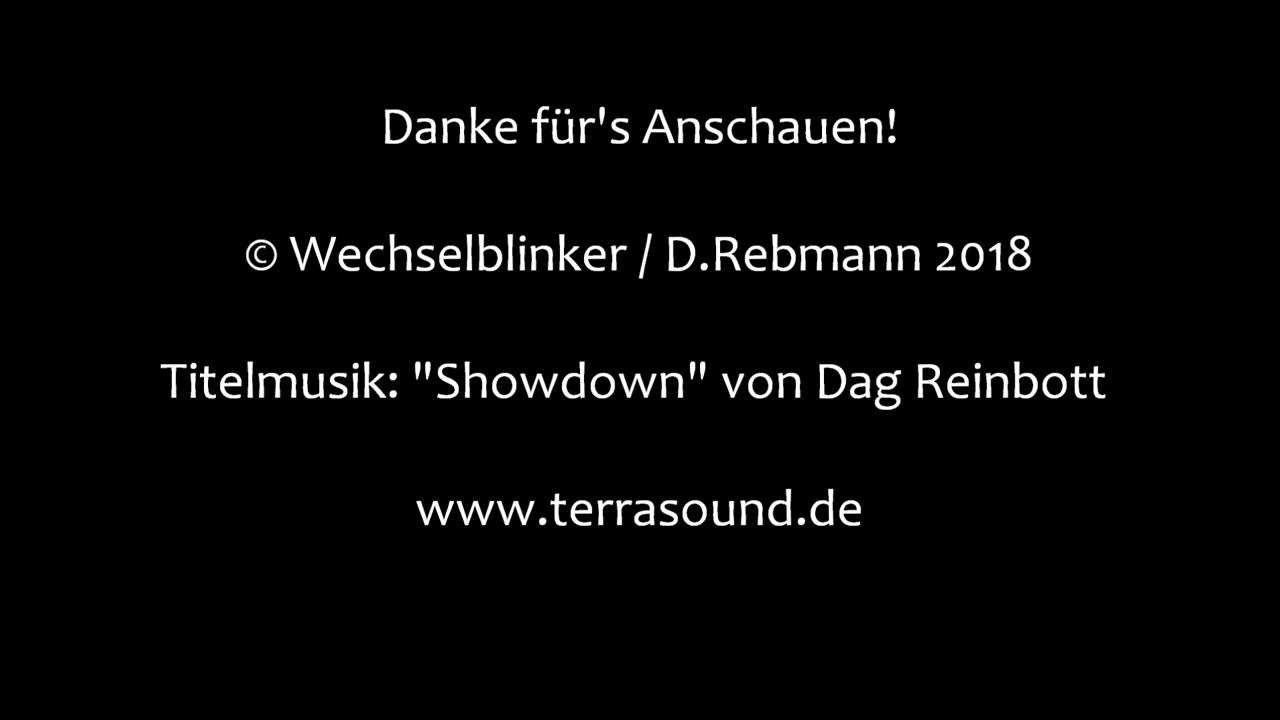 Danke für's Anschauen!
© Wechselblinker / D.Rebmann 2018
Titelmusik: "Showdown" von Dag Reinbott
www.terrasound.de